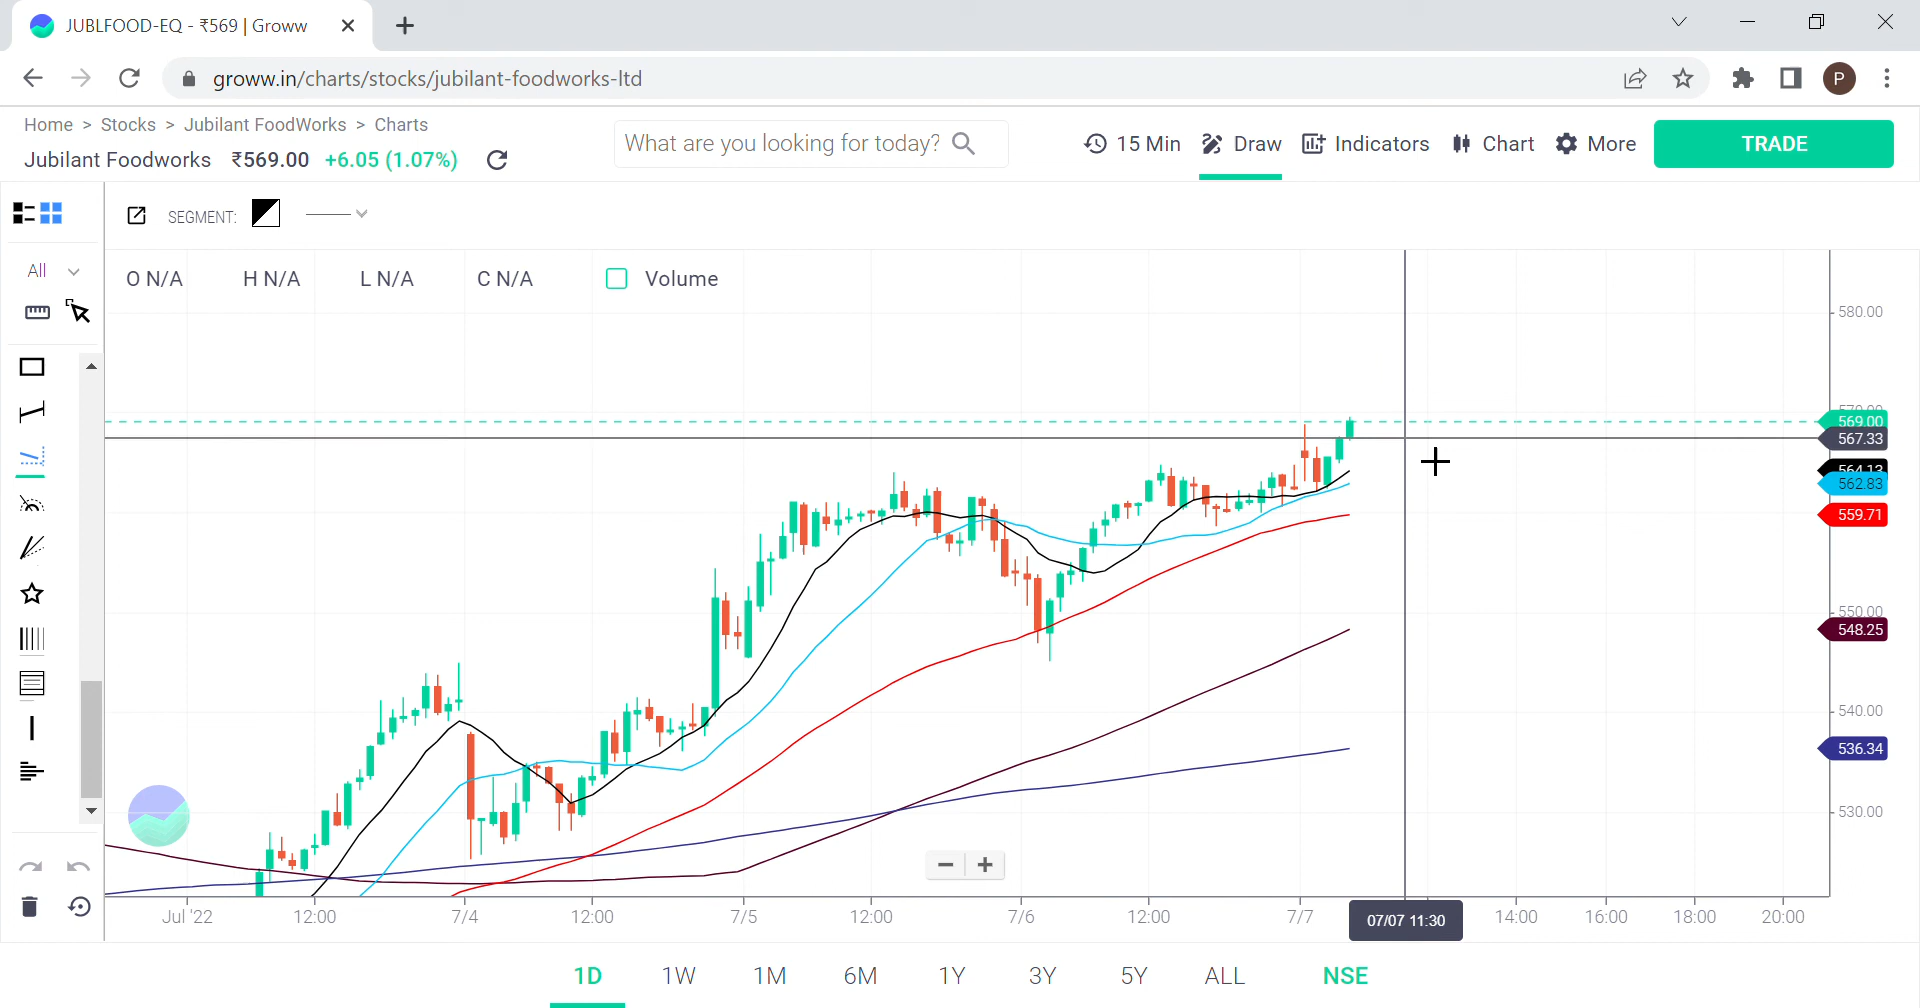 JUBLFOOD-EQ - ₹569 | Groww
groww.in/charts/stocks/jubilant-foodworks-ltd
P
Home > Stocks > Jubilant FoodWorks > Charts
Jubilant Foodworks ₹569.00 +6.05 (1.07%)
What are you looking for today?
15 Min Draw Indicators Chart More TRADE
SEGMENT:
All
O N/A H N/A L N/A C N/A Volume
580.00
570.00
569.00
567.33
564.13
562.83
559.71
550.00
548.25
540.00
536.34
530.00
Jul '22 12:00 7/4 12:00 7/5 12:00 7/6 12:00 7/7 07/07 11:30 14:00 16:00 18:00 20:00
1D 1W 1M 6M 1Y 3Y 5Y ALL NSE